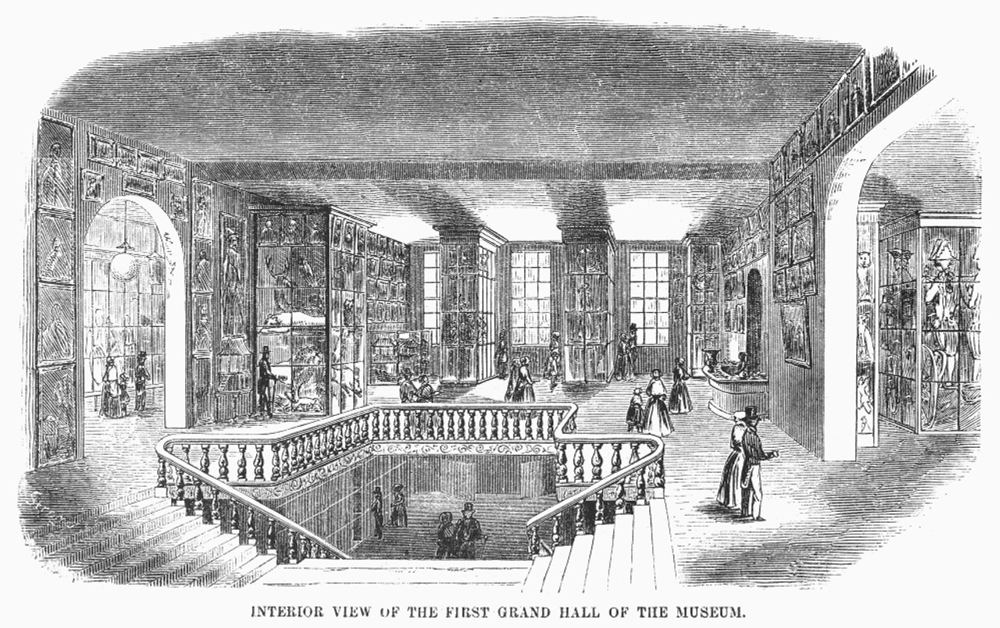 INTERIOR VIEW OF THE FIRST GRAND HALL OF THE MUSEUM.